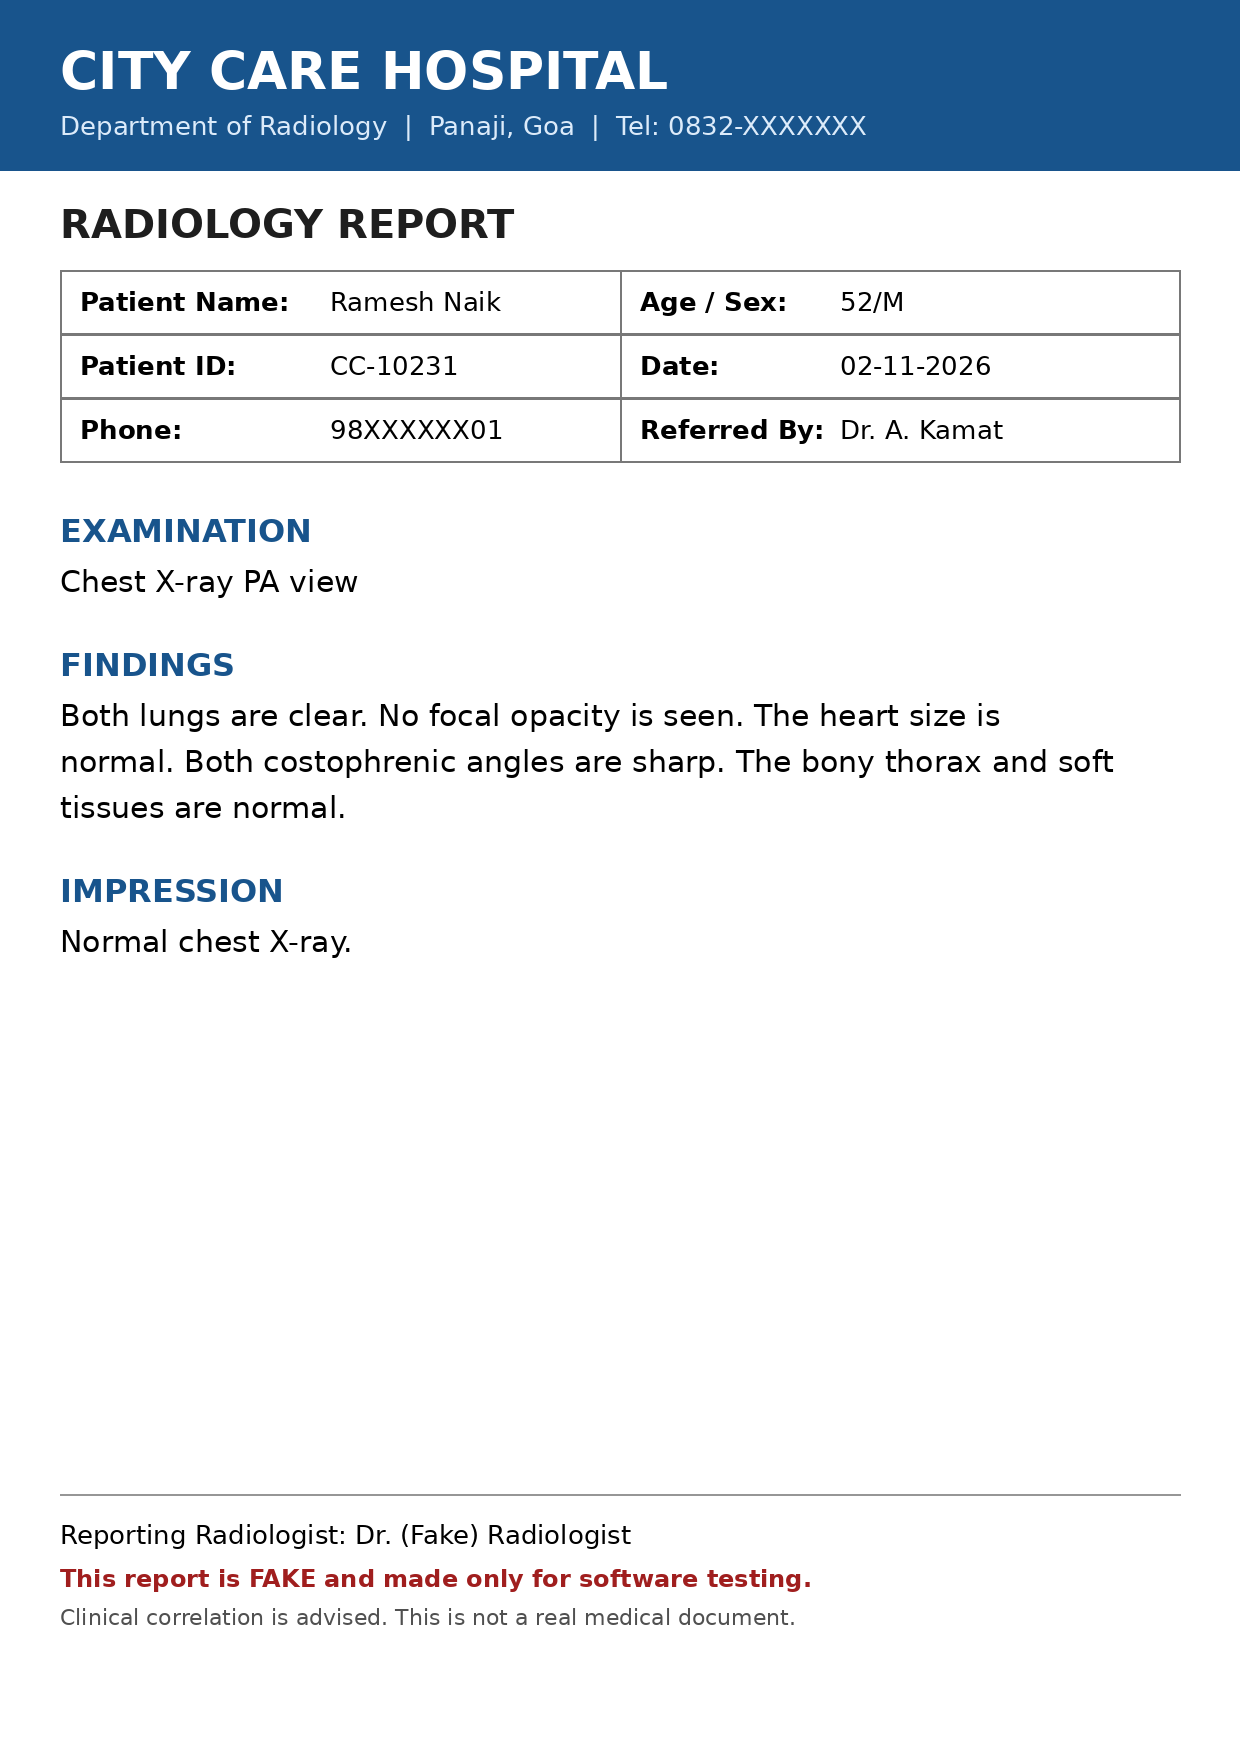 CITY CARE HOSPITAL
Department of Radiology | Panaji, Goa | Tel: 0832-XXXXXXX
RADIOLOGY REPORT
Patient Name: Ramesh Naik Age / Sex: 52/M
Patient ID: CC-10231 Date: 02-11-2026
Phone: 98XXXXXX01 Referred By: Dr. A. Kamat
EXAMINATION
Chest X-ray PA view
FINDINGS
Both lungs are clear. No focal opacity is seen. The heart size is
normal. Both costophrenic angles are sharp. The bony thorax and soft
tissues are normal.
IMPRESSION
Normal chest X-ray.
Reporting Radiologist: Dr. (Fake) Radiologist
This report is FAKE and made only for software testing.
Clinical correlation is advised. This is not a real medical document.